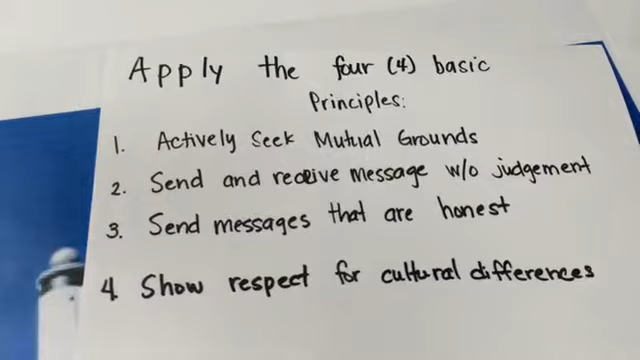 Apply the four (4) basic
Principles:
1. Actively Seek Mutual Grounds
2. Send and receive message w/o judgement
3. Send messages that are honest
4 Show respect for cultural differences